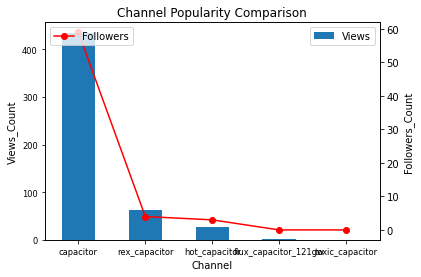 Channel Popularity Comparison
Followers
Views
400
300
200
100
0
Views_Count
60
50
40
30
20
10
0
Followers_Count
capacitor
rex_capacitor
hot_capacitor
flux_capacitor_121gw
toxic_capacitor
Channel